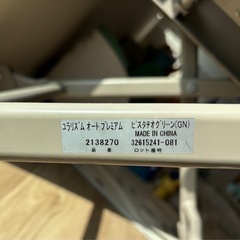 ユラリズム オート プレミアム ピスタチオグリーン(GN)
MADE IN CHINA
2138270 32615241-081
品番 ロット番号